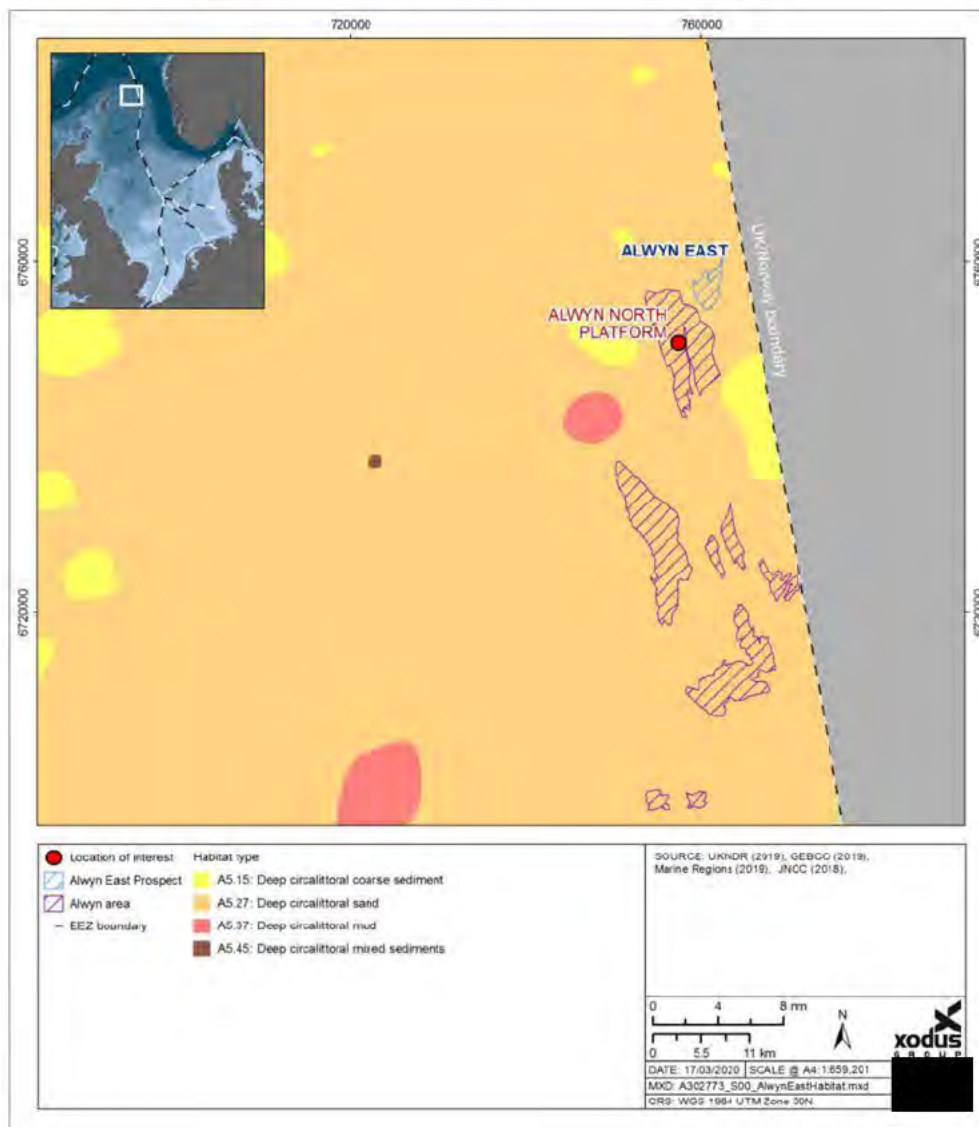 720000
760000
6760000
6760000
ALWYN EAST
ALWYN NORTH
PLATFORM
UK/Norway boundary
6720000
6720000
Location of interest
Alwyn East Prospect
Alwyn area
EEZ boundary
Habitat type
A5.15: Deep circalittoral coarse sediment
A5.27: Deep circalittoral sand
A5.37: Deep circalittoral mud
A5.45: Deep circalittoral mixed sediments
SOURCE: UKNDR (2019), GEBCO (2019),
Marine Regions (2019), JNCC (2018),
0 4 8 nm
0 5.5 11 km
N
xodus
GROUP
DATE: 17/03/2020 SCALE @ A4:1:659,201
MXD: A302773_S00_AlwynEastHabitat.mxd
CRS: WGS 1984 UTM Zone 30N